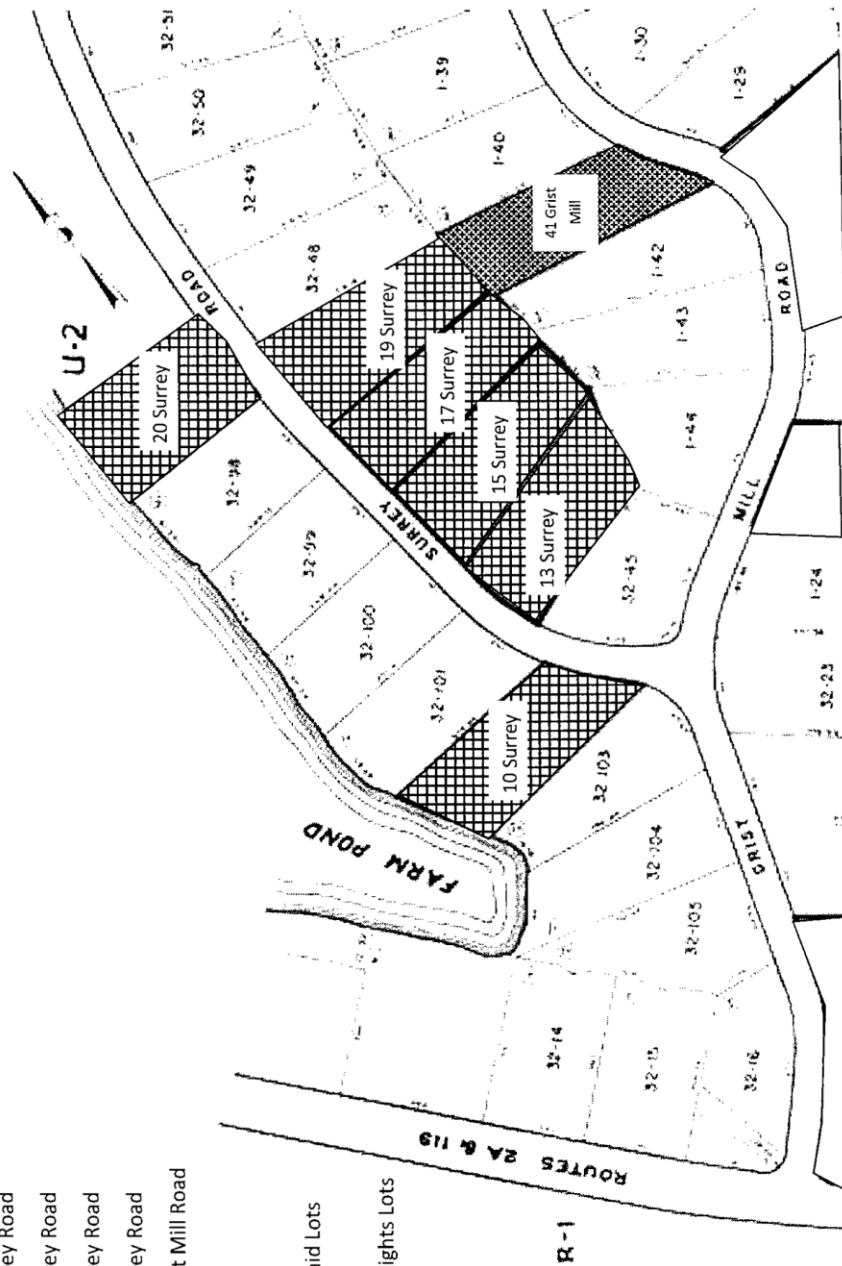 ey Road
ey Road
ey Road
ey Road
t Mill Road
aid Lots
ights Lots
R-1
U-2
20 Surrey
19 Surrey
17 Surrey
15 Surrey
13 Surrey
10 Surrey
41 Grist
Mill
32-51
32-50
32-49
32-48
1-39
1-40
1-30
1-29
1-42
1-43
1-44
32-45
32-98
32-99
32-100
32-101
32-103
32-104
32-105
32-14
32-15
32-16
1-24
32-23
SURREY
ROAD
GRIST
MILL
ROAD
FARM POND
ROUTES 2A & 119